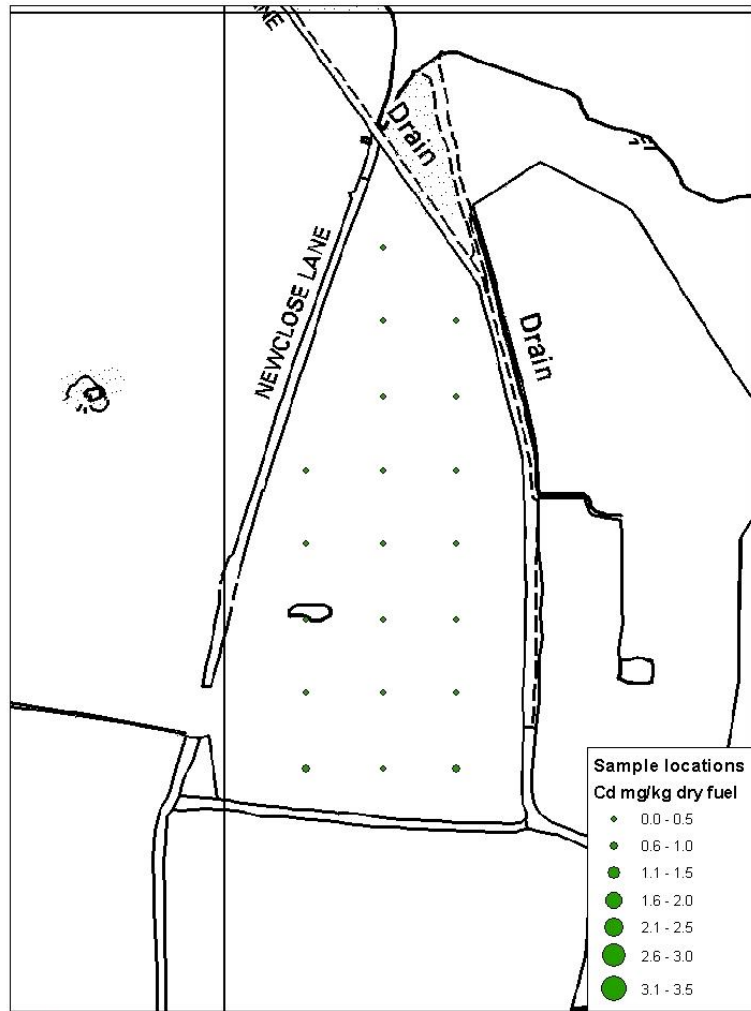 NE
Drain
NEWCLOSE LANE
Drain
Sample locations
Cd mg/kg dry fuel
0.0 - 0.5
0.6 - 1.0
1.1 - 1.5
1.6 - 2.0
2.1 - 2.5
2.6 - 3.0
3.1 - 3.5